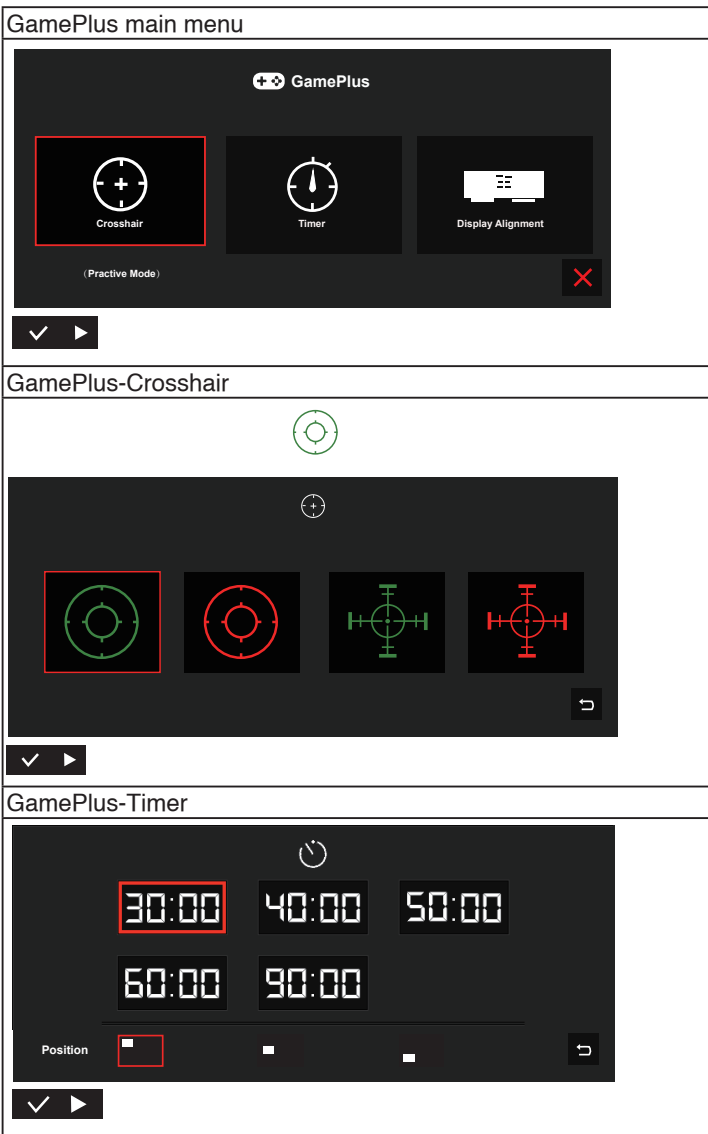 GamePlus main menu
GamePlus
Crosshair Timer Display Alignment
(Practive Mode)
GamePlus-Crosshair
GamePlus-Timer
30:00 40:00 50:00
60:00 90:00
Position